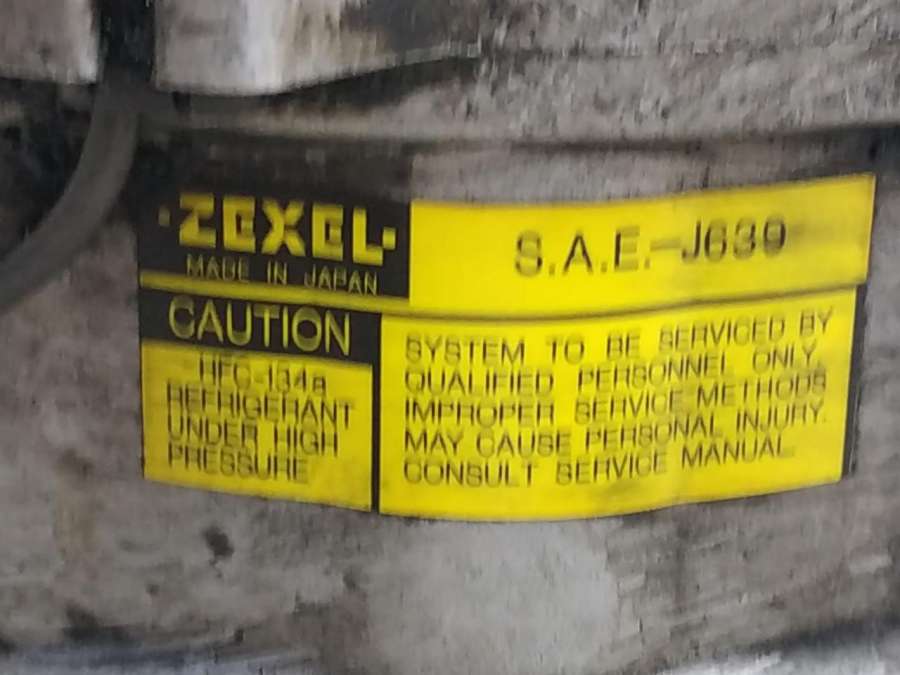 ZEXEL
MADE IN JAPAN
S.A.E.-J639
CAUTION
HFC-134a
REFRIGERANT
UNDER HIGH
PRESSURE
SYSTEM TO BE SERVICED BY
QUALIFIED PERSONNEL ONLY.
IMPROPER SERVICE METHODS
MAY CAUSE PERSONAL INJURY.
CONSULT SERVICE MANUAL